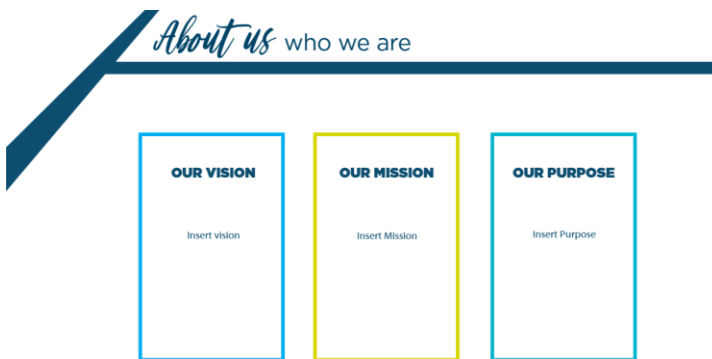 About us who we are
OUR VISION
Insert vision
OUR MISSION
Insert Mission
OUR PURPOSE
Insert Purpose